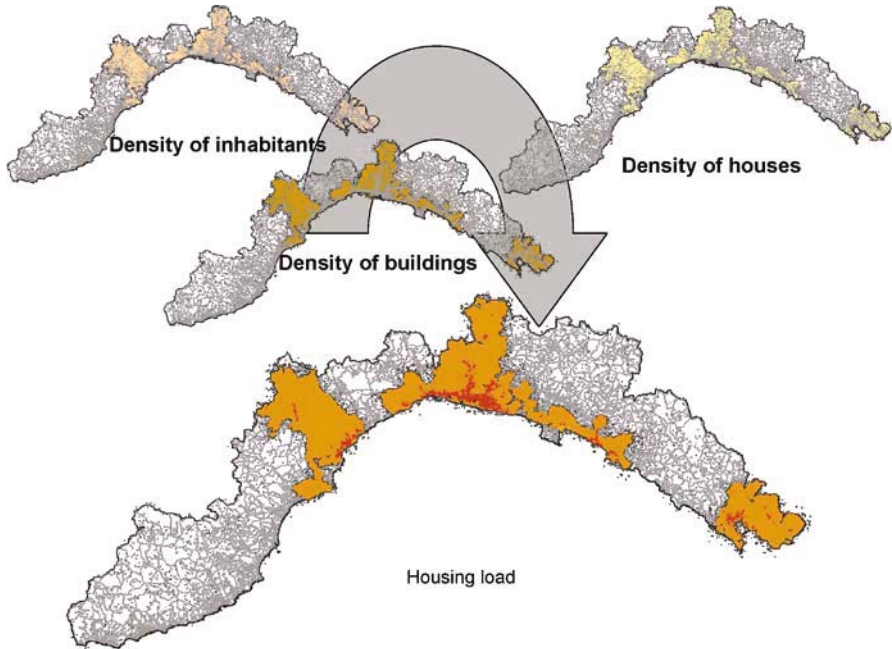 Density of inhabitants
Density of houses
Density of buildings
Housing load